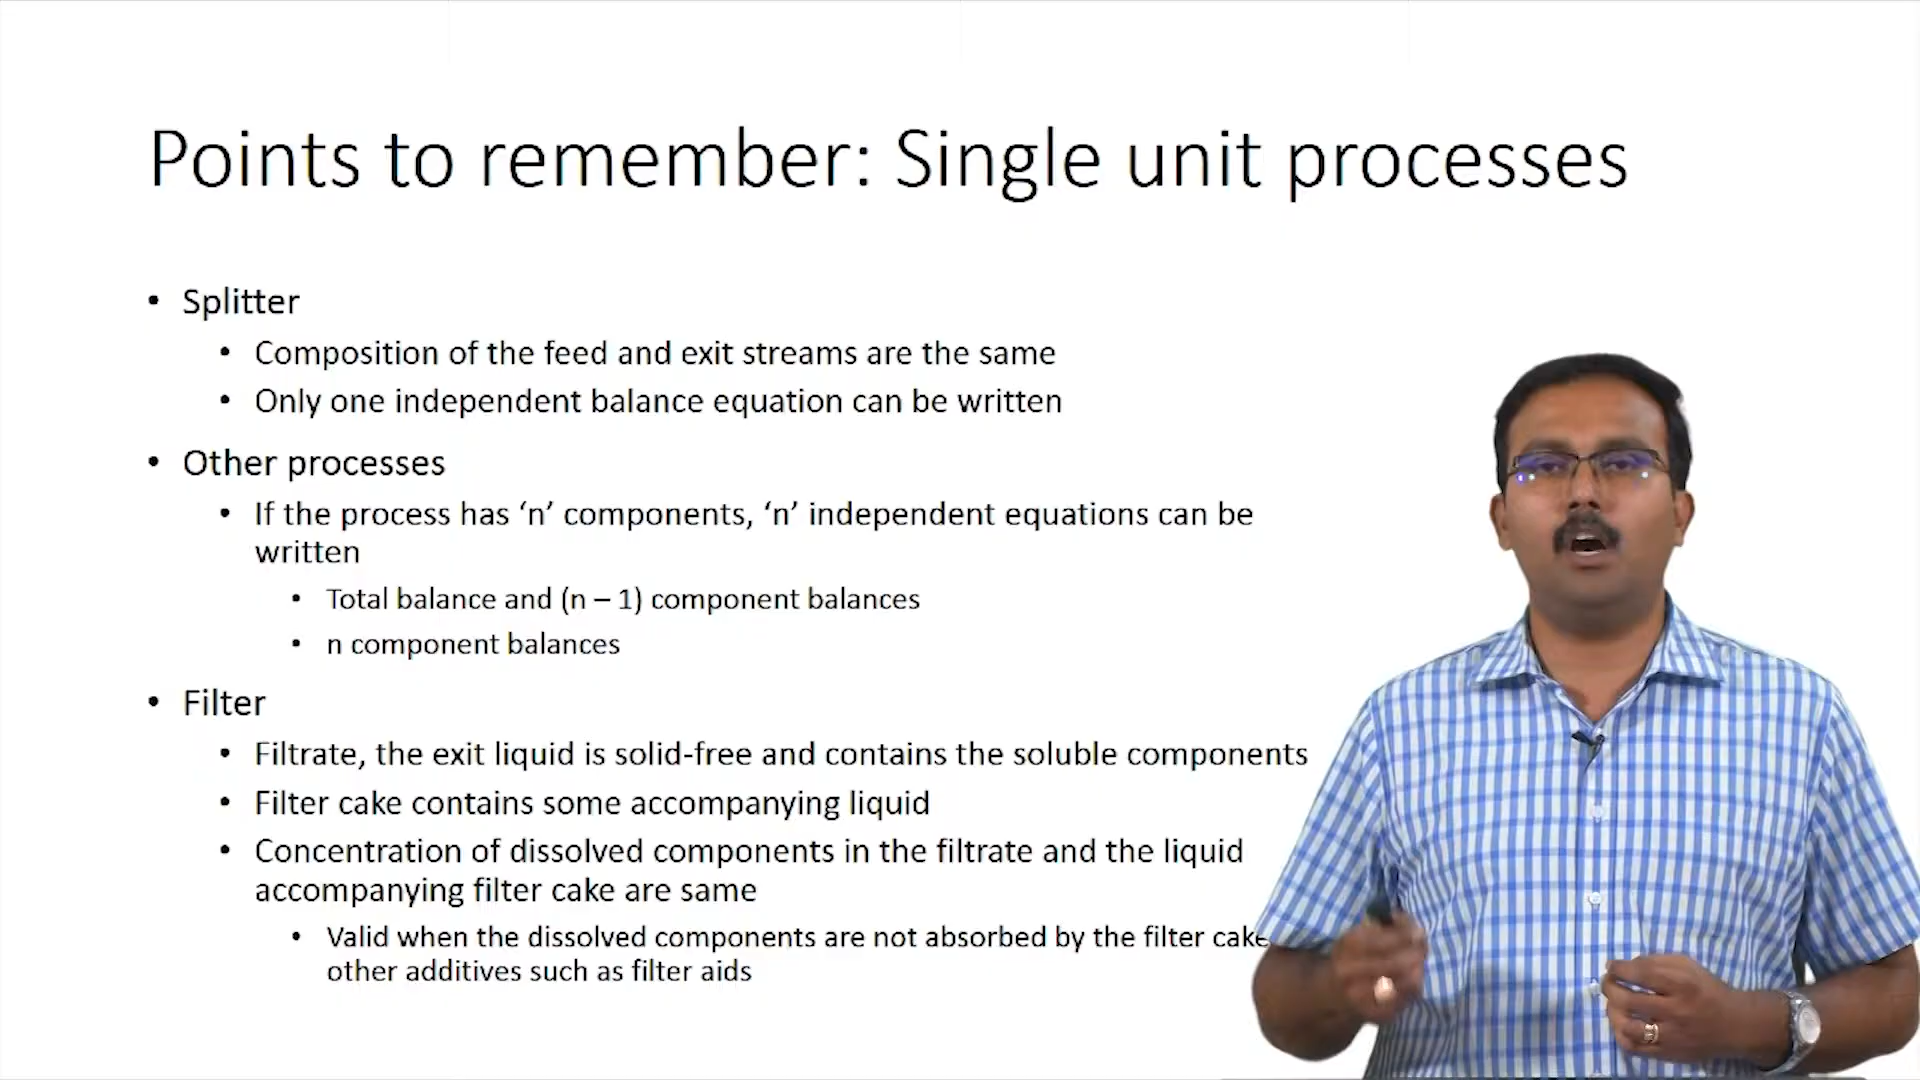 Points to remember: Single unit processes
• Splitter
• Composition of the feed and exit streams are the same
• Only one independent balance equation can be written
• Other processes
• If the process has ‘n’ components, ‘n’ independent equations can be
written
• Total balance and (n – 1) component balances
• n component balances
• Filter
• Filtrate, the exit liquid is solid-free and contains the soluble components
• Filter cake contains some accompanying liquid
• Concentration of dissolved components in the filtrate and the liquid
accompanying filter cake are same
• Valid when the dissolved components are not absorbed by the filter cake
other additives such as filter aids